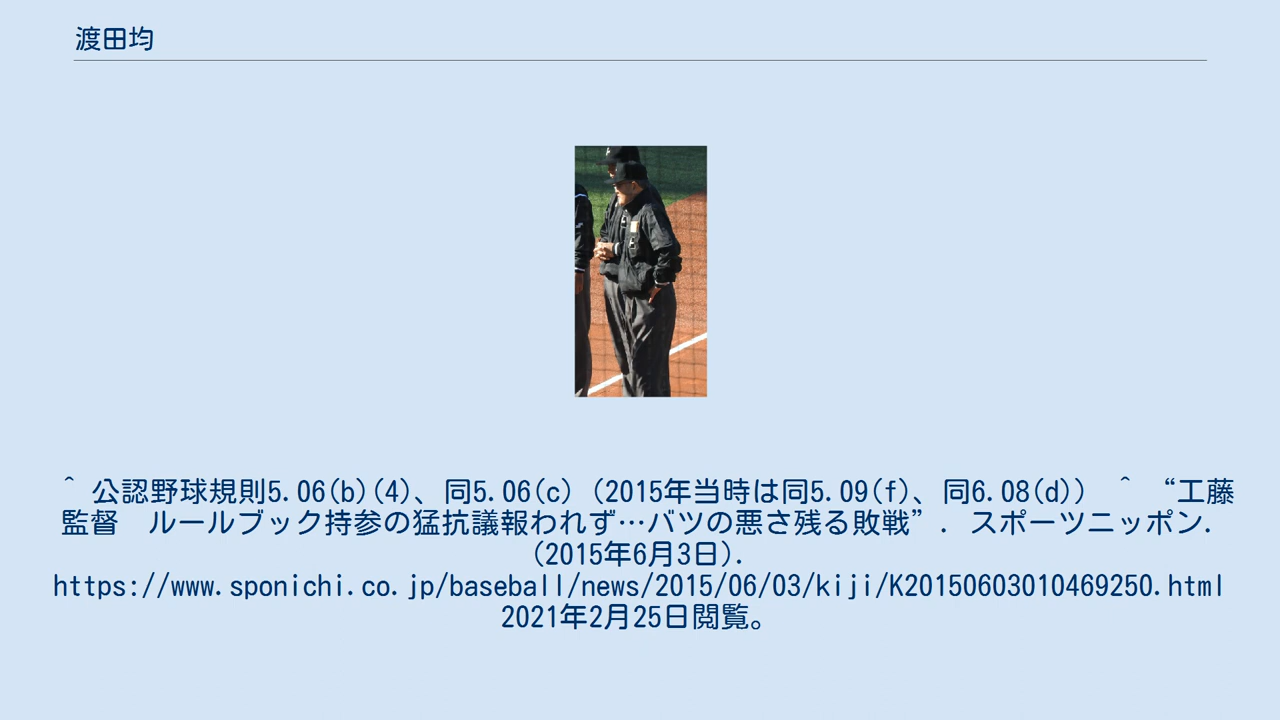 渡田均
^ 公認野球規則5.06(b)(4)、同5.06(c) (2015年当時は同5.09(f)、同6.08(d)) ^ “工藤
監督　ルールブック持参の猛抗議報われず…バツの悪さ残る敗戦”. スポーツニッポン.
(2015年6月3日).
https://www.sponichi.co.jp/baseball/news/2015/06/03/kiji/K20150603010469250.html
2021年2月25日閲覧。